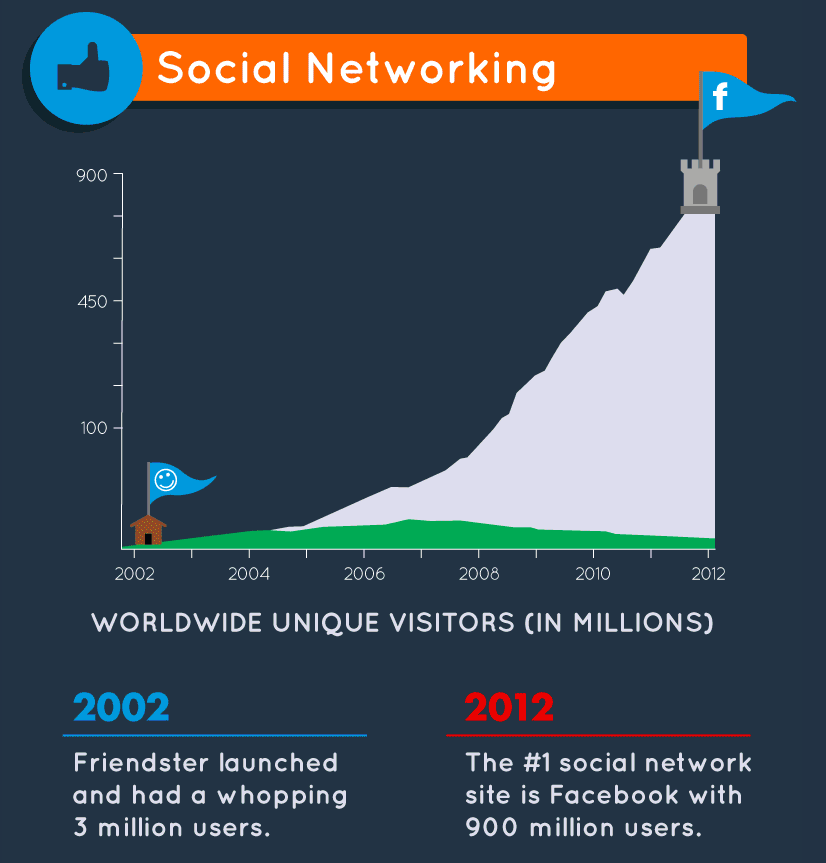 Social Networking
f
900
450
100
2002 2004 2006 2008 2010 2012
WORLDWIDE UNIQUE VISITORS (IN MILLIONS)
2002
Friendster launched
and had a whopping
3 million users.
2012
The #1 social network
site is Facebook with
900 million users.